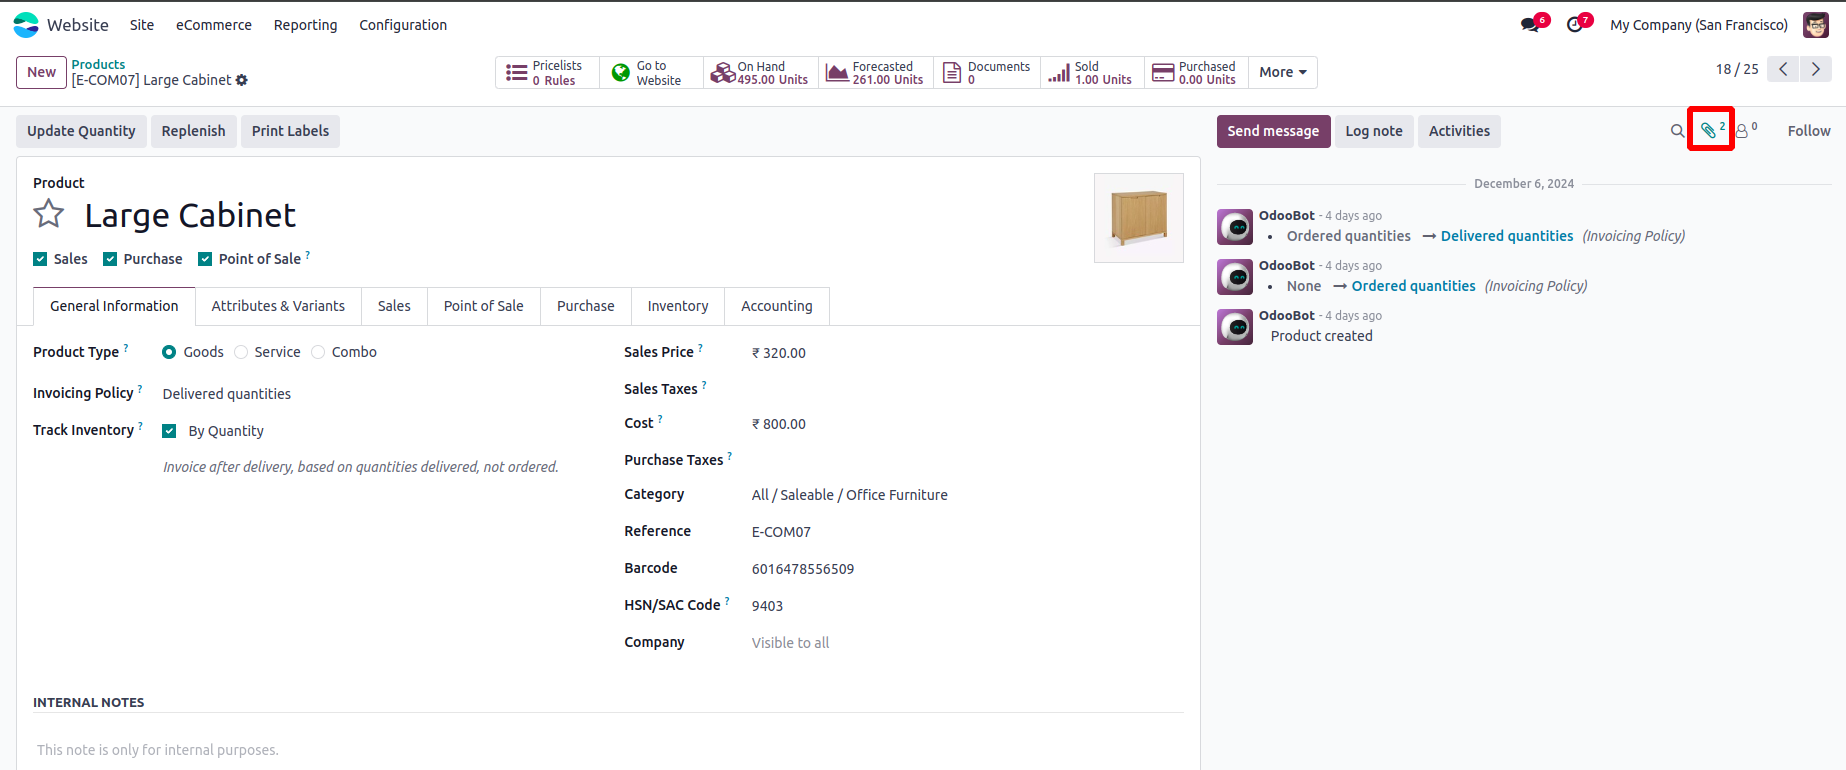 Website Site eCommerce Reporting Configuration 6 7 My Company (San Francisco)
New Products
[E-COM07] Large Cabinet
Pricelists 0 Rules
Go to Website
On Hand 495.00 Units
Forecasted 261.00 Units
Documents 0
Sold 1.00 Units
Purchased 0.00 Units
More
18 / 25
Update Quantity Replenish Print Labels
Send message Log note Activities 2 0 Follow
Product
Large Cabinet
Sales Purchase Point of Sale ?
General Information Attributes & Variants Sales Point of Sale Purchase Inventory Accounting
Product Type ? Goods Service Combo
Invoicing Policy ? Delivered quantities
Track Inventory ? By Quantity
Invoice after delivery, based on quantities delivered, not ordered.
Sales Price ? ₹ 320.00
Sales Taxes ?
Cost ? ₹ 800.00
Purchase Taxes ?
Category All / Saleable / Office Furniture
Reference E-COM07
Barcode 6016478556509
HSN/SAC Code ? 9403
Company Visible to all
INTERNAL NOTES
This note is only for internal purposes.
December 6, 2024
OdooBot - 4 days ago
• Ordered quantities → Delivered quantities (Invoicing Policy)
OdooBot - 4 days ago
• None → Ordered quantities (Invoicing Policy)
OdooBot - 4 days ago
Product created